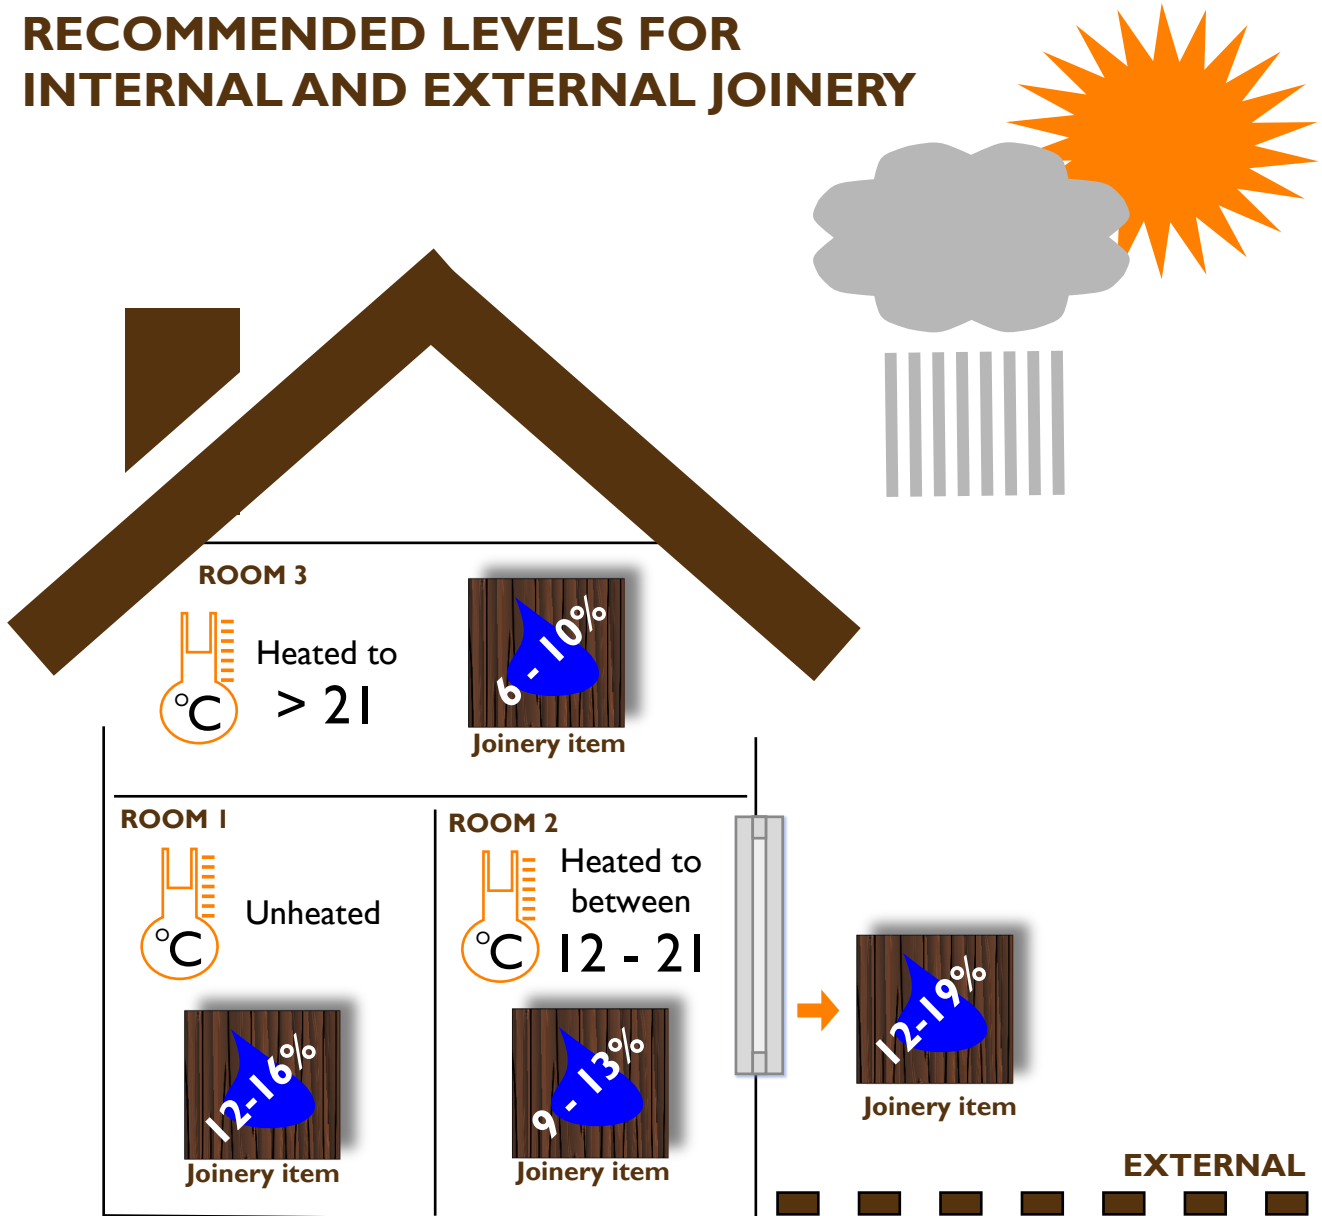 RECOMMENDED LEVELS FOR
INTERNAL AND EXTERNAL JOINERY
ROOM 3
°C
Heated to
> 21
6 - 10%
Joinery item
ROOM 1
°C
Unheated
12-16%
Joinery item
ROOM 2
°C
Heated to
between
12 - 21
9 - 13%
Joinery item
12-19%
Joinery item
EXTERNAL